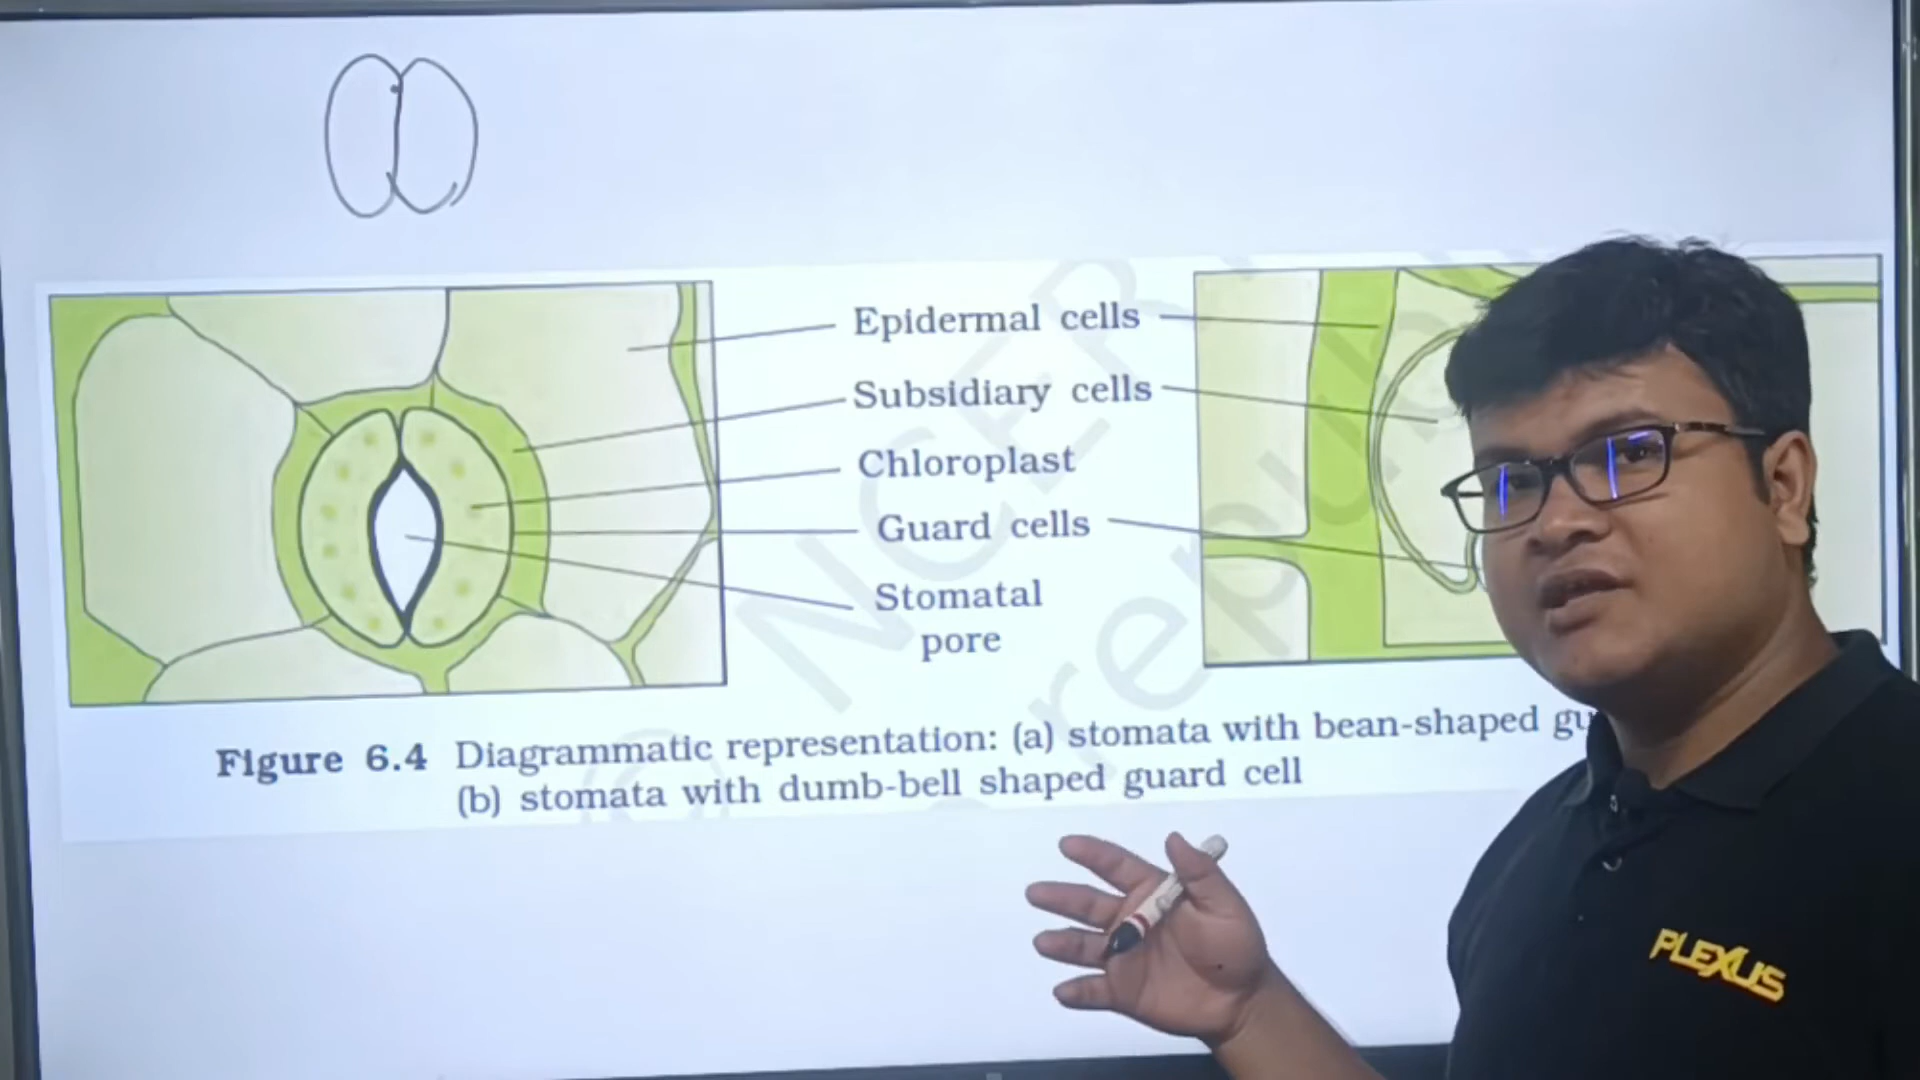 Epidermal cells
Subsidiary cells
Chloroplast
Guard cells
Stomatal
pore
Figure 6.4 Diagrammatic representation: (a) stomata with bean-shaped
(b) stomata with dumb-bell shaped guard cell
PLEXUS
© NCERT